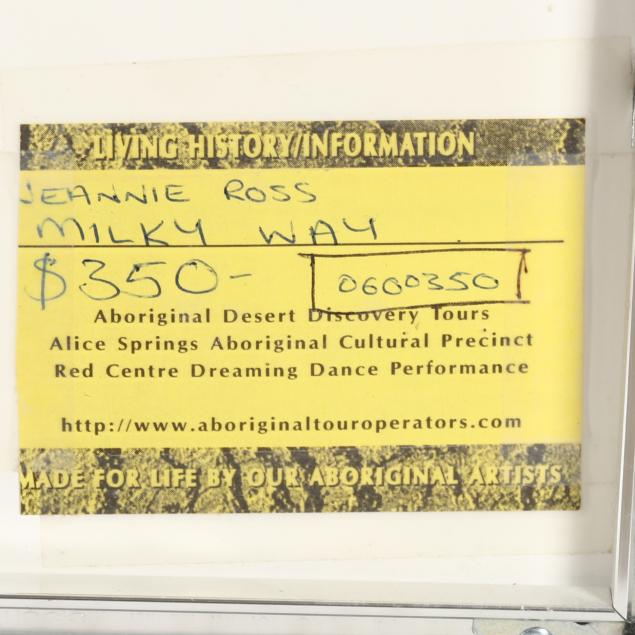 LIVING HISTORY/INFORMATION
JEANNIE ROSS
MILKY WAY
$350-
0600350
Aboriginal Desert Discovery Tours
Alice Springs Aboriginal Cultural Precinct
Red Centre Dreaming Dance Performance
http://www.aboriginaltouroperators.com
MADE FOR LIFE BY OUR ABORIGINAL ARTISTS